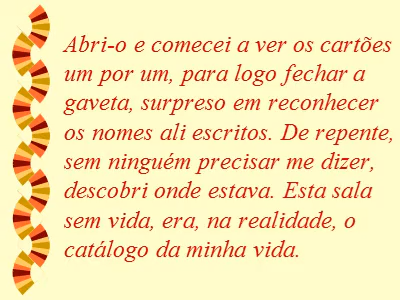 Abri-o e comecei a ver os cartões
um por um, para logo fechar a
gaveta, surpreso em reconhecer
os nomes ali escritos. De repente,
sem ninguém precisar me dizer,
descobri onde estava. Esta sala
sem vida, era, na realidade, o
catálogo da minha vida.